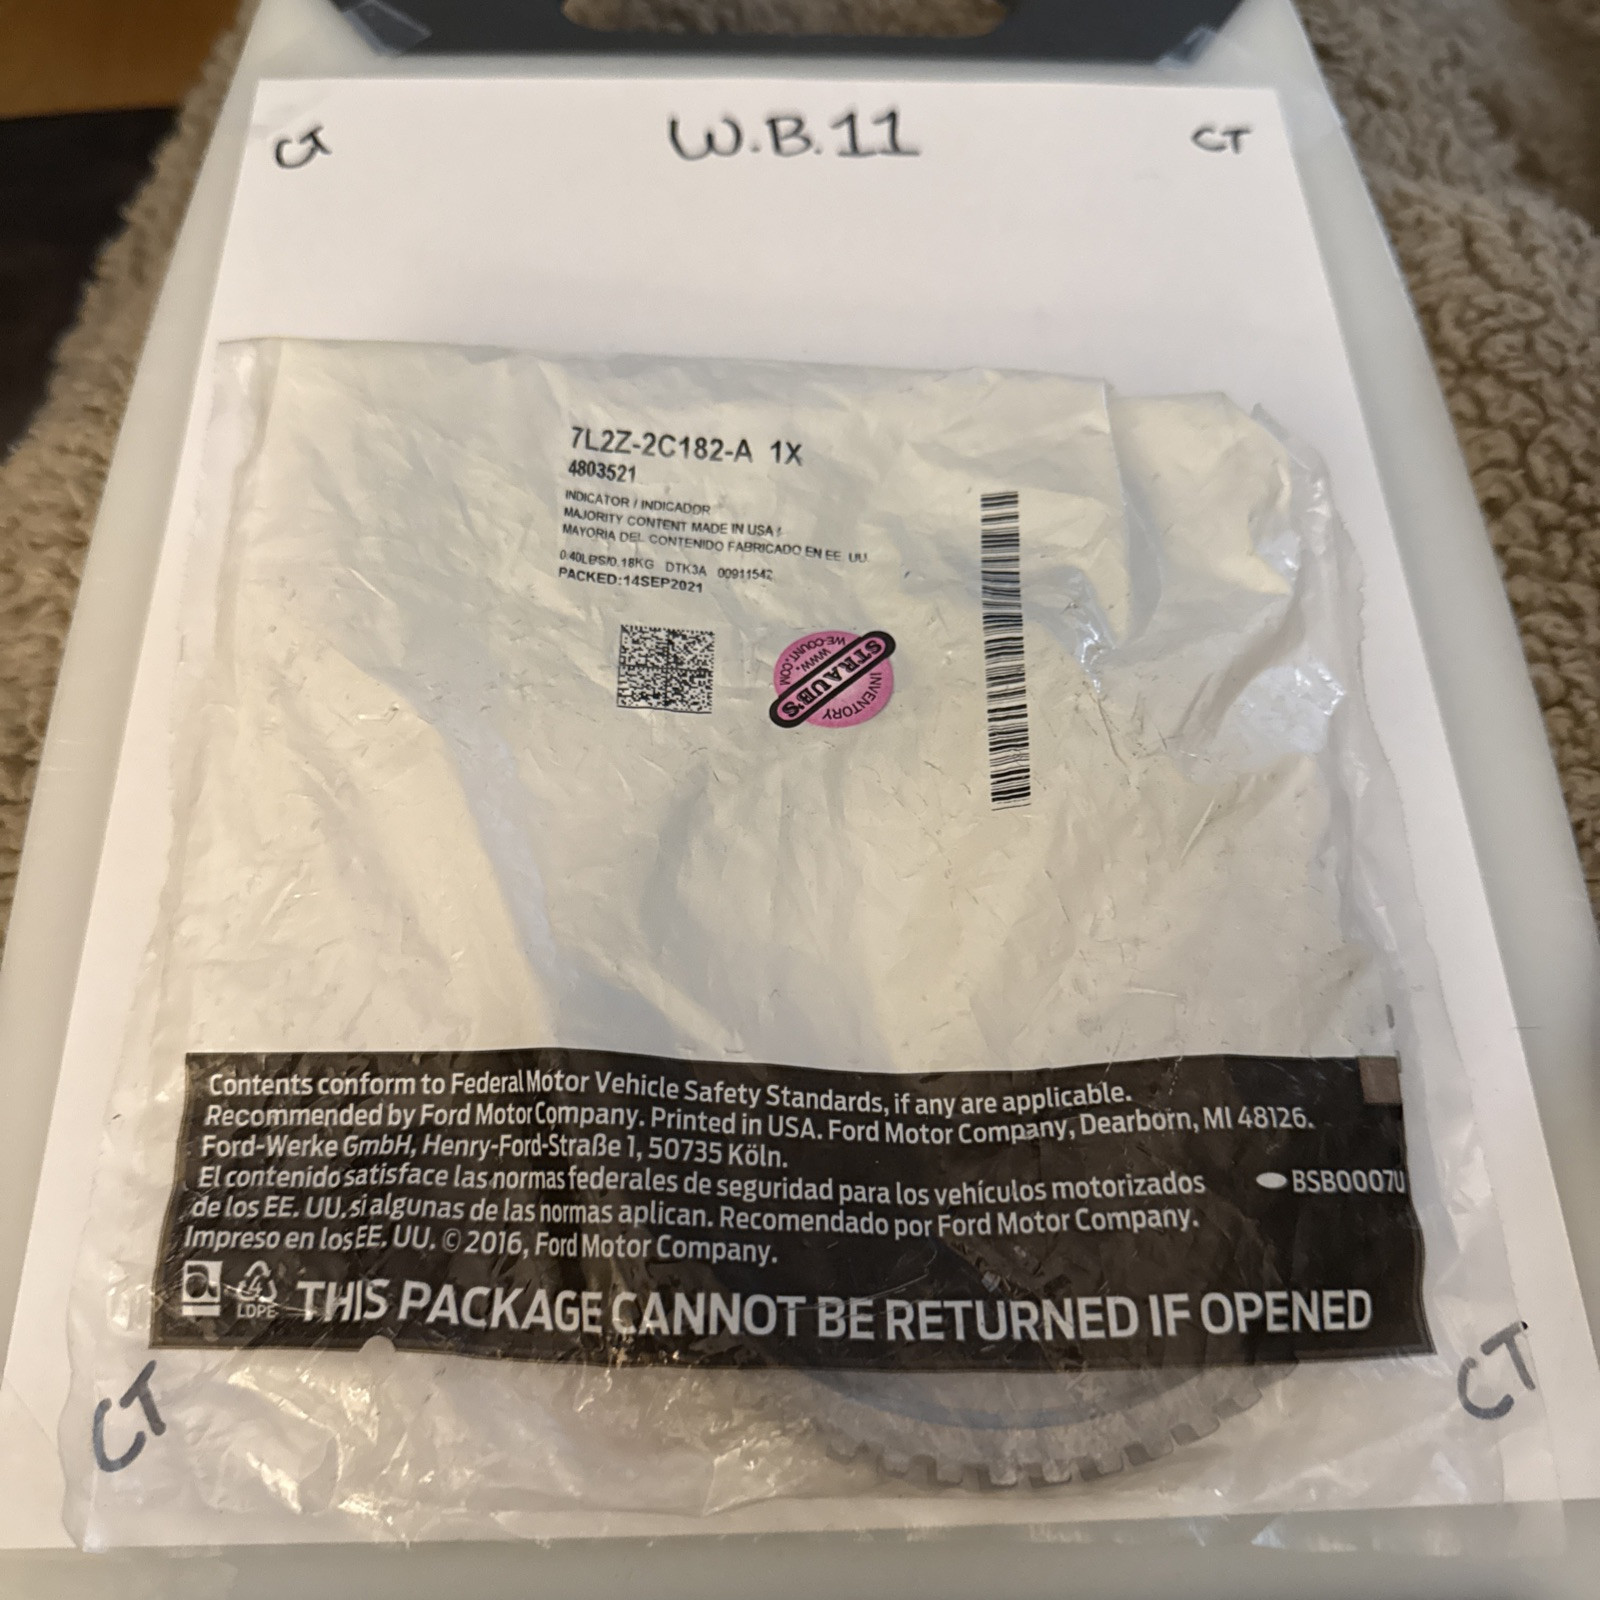 CT W.B.11 CT
7L2Z-2C182-A 1X
4803521
INDICATOR / INDICADOR
MAJORITY CONTENT MADE IN USA /
MAYORIA DEL CONTENIDO FABRICADO EN EE UU
0.40LBS/0.18KG DTK3A 00911542
PACKED:14SEP2021
INVENTORY
STRAUB'S
WWW.
WE-COUNT.COM
Contents conform to Federal Motor Vehicle Safety Standards, if any are applicable.
Recommended by Ford Motor Company. Printed in USA. Ford Motor Company, Dearborn, MI 48126.
Ford-Werke GmbH, Henry-Ford-Straße 1, 50735 Köln.
El contenido satisface las normas federales de seguridad para los vehículos motorizados
de los EE. UU. si algunas de las normas aplican. Recomendado por Ford Motor Company.
Impreso en los EE. UU. © 2016, Ford Motor Company.
BSB0007U
4
LDPE
THIS PACKAGE CANNOT BE RETURNED IF OPENED
CT CT